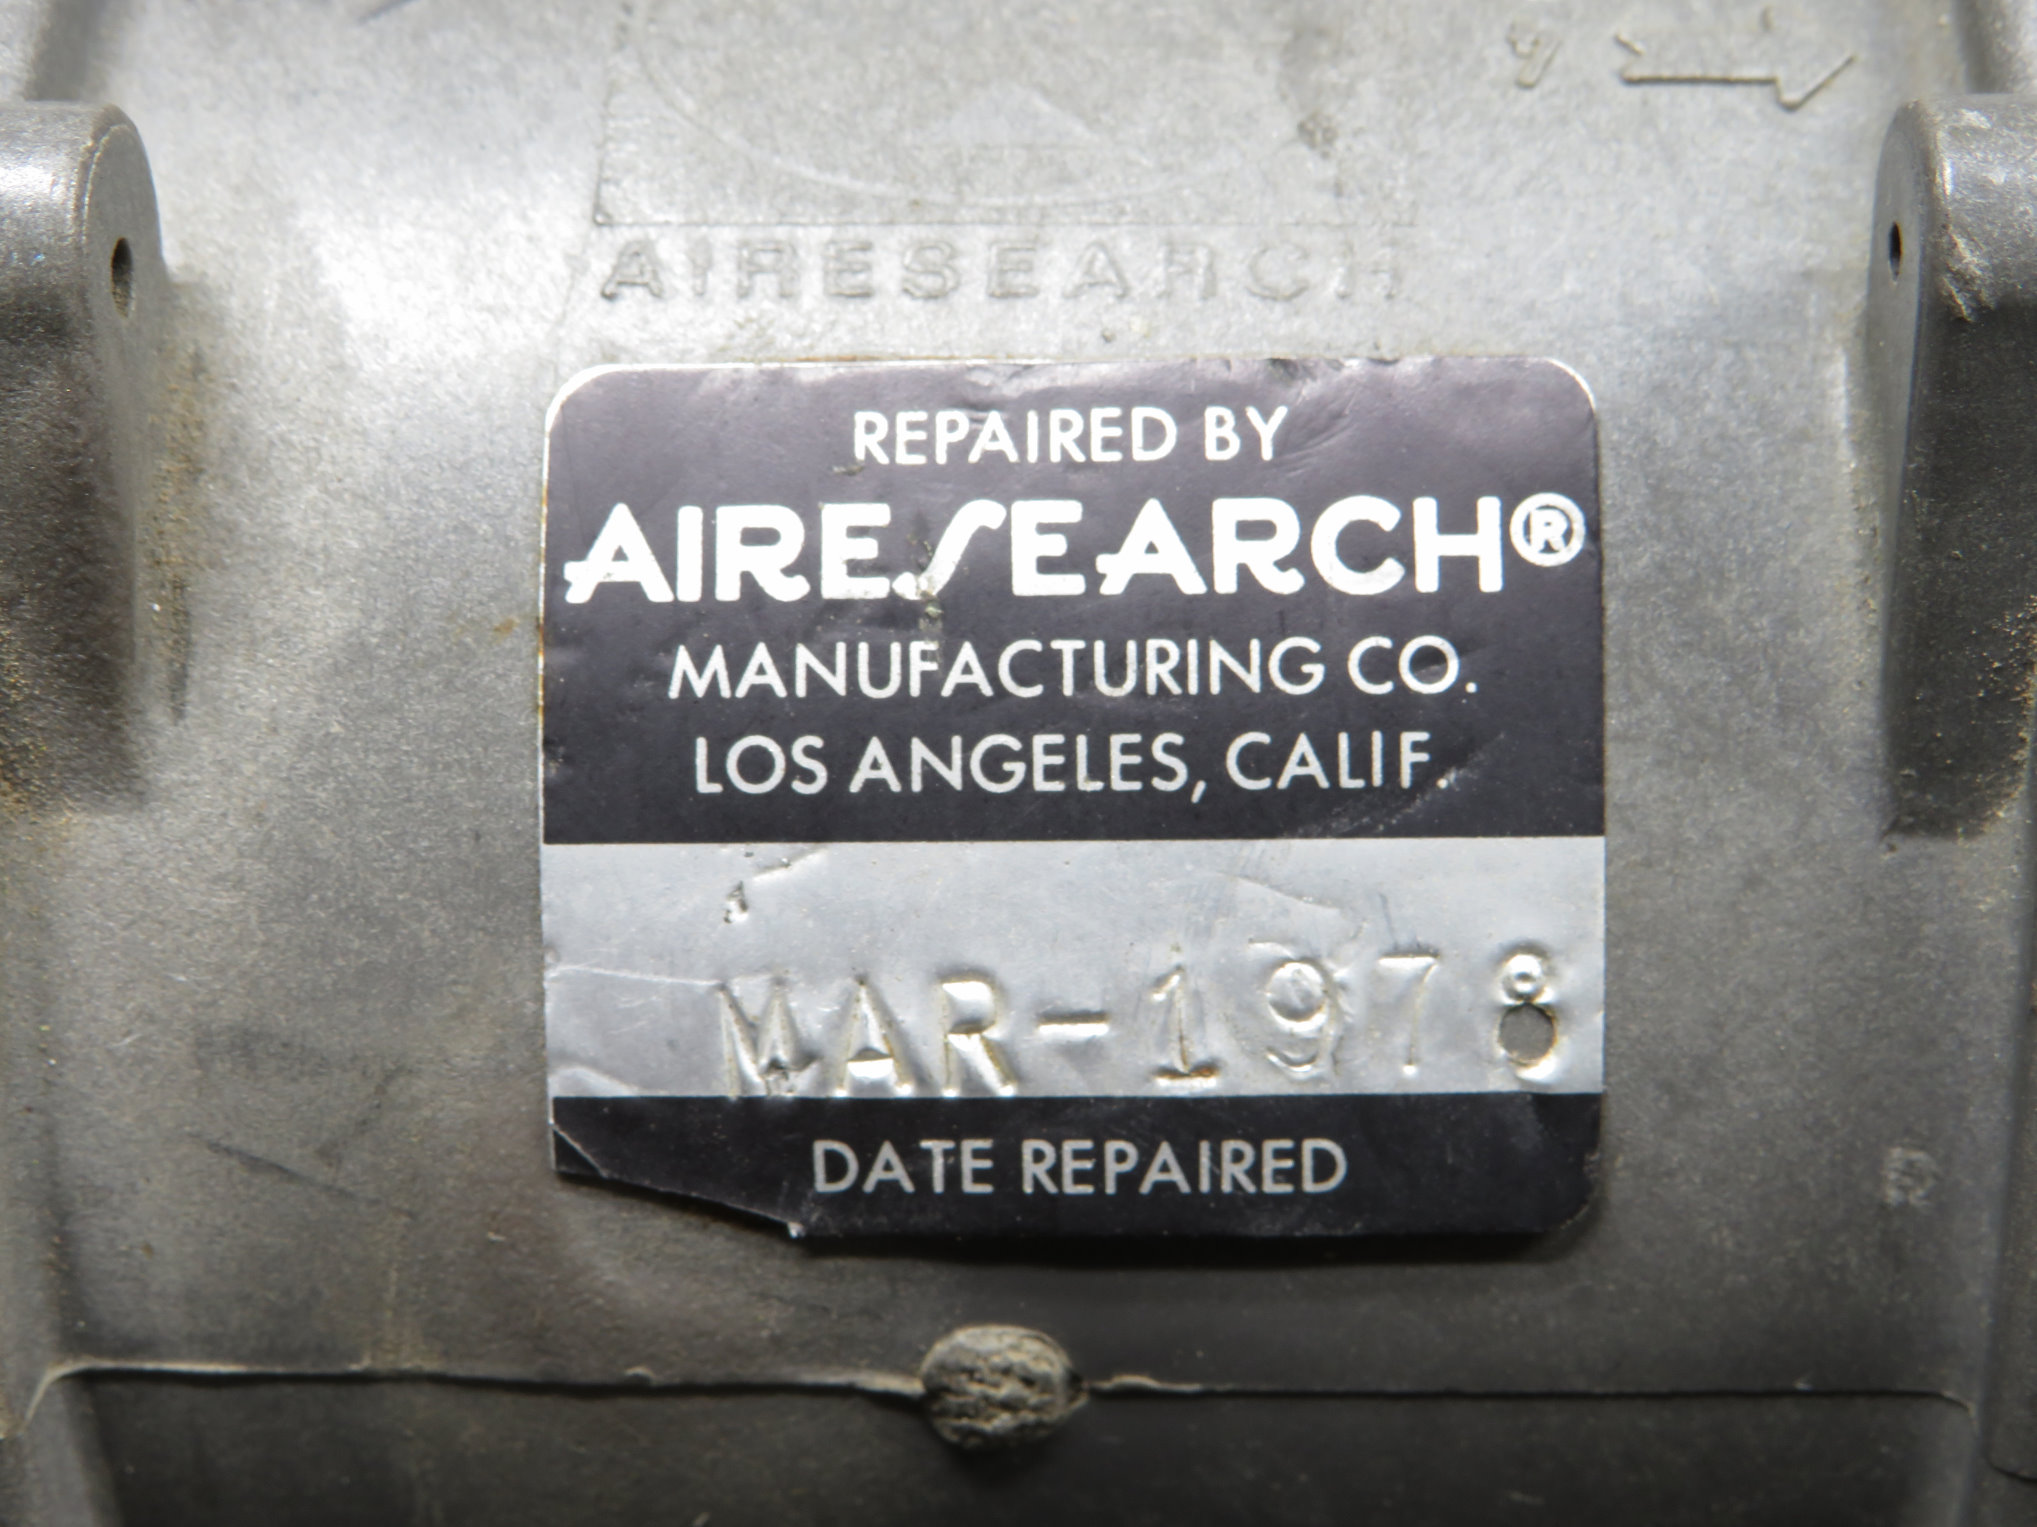 AIRESEARCH
REPAIRED BY
AIRESEARCH®
MANUFACTURING CO.
LOS ANGELES, CALIF.
MAR-1978
DATE REPAIRED